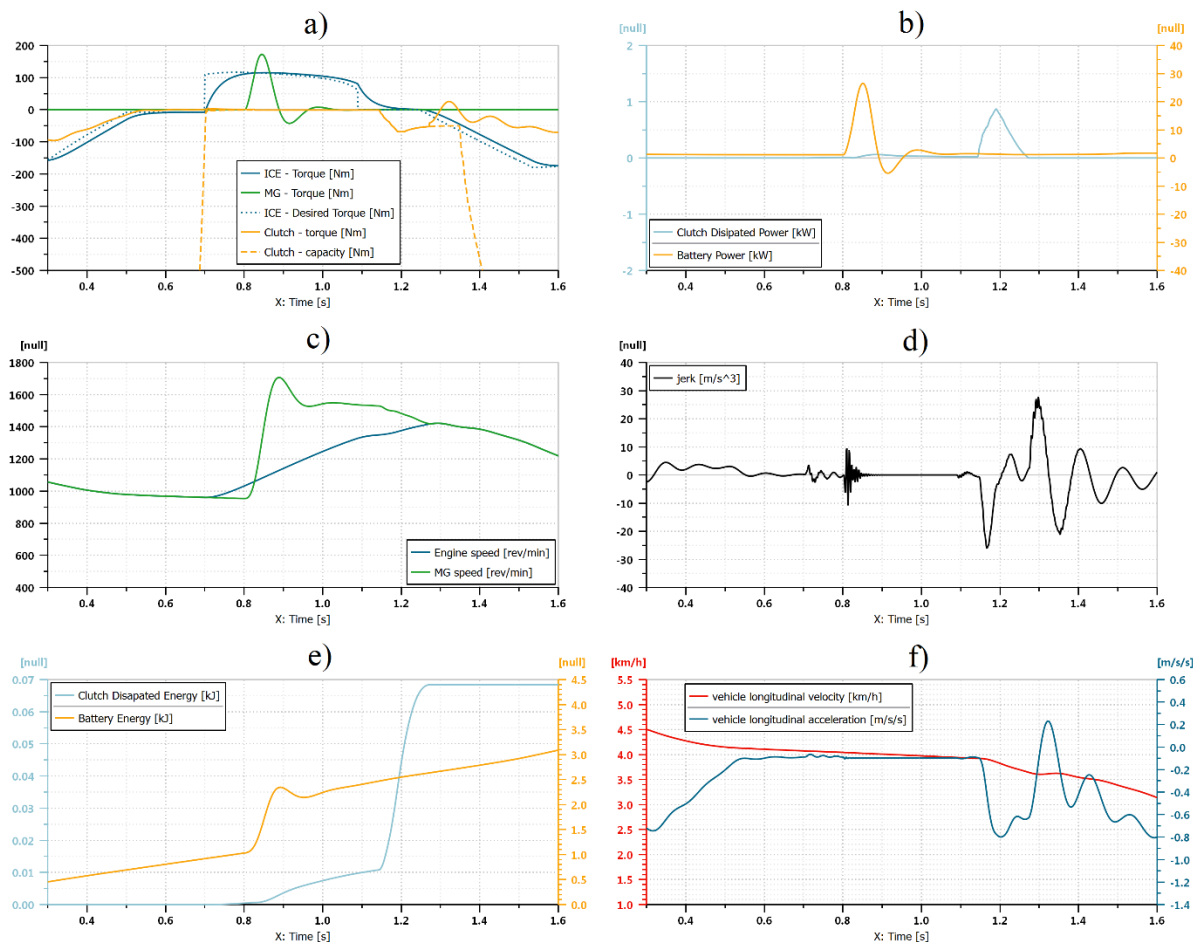 a)
200
100
0
-100
-200
-300
-400
-500
ICE - Torque [Nm]
MG - Torque [Nm]
ICE - Desired Torque [Nm]
Clutch - torque [Nm]
Clutch - capacity [Nm]
0.4 0.6 0.8 1.0 1.2 1.4 1.6
X: Time [s]
b)
[null] [null]
2 40
30
1 20
10
0 0
-10
-1 -20
-30
-2 -40
Clutch Disipated Power [kW]
Battery Power [kW]
0.4 0.6 0.8 1.0 1.2 1.4 1.6
X: Time [s]
c)
[null]
1800
1600
1400
1200
1000
800
600
400
Engine speed [rev/min]
MG speed [rev/min]
0.4 0.6 0.8 1.0 1.2 1.4 1.6
X: Time [s]
d)
[null]
40
30
20
10
0
-10
-20
-30
-40
jerk [m/s^3]
0.4 0.6 0.8 1.0 1.2 1.4 1.6
X: Time [s]
e)
[null] [null]
0.07 4.5
4.0
0.06 3.5
0.05 3.0
0.04 2.5
0.03 2.0
1.5
0.02 1.0
0.01 0.5
0.00 0.0
Clutch Disapated Energy [kJ]
Battery Energy [kJ]
0.4 0.6 0.8 1.0 1.2 1.4 1.6
X: Time [s]
f)
[km/h] [m/s/s]
5.5 0.6
5.0 0.4
4.5 0.2
4.0 -0.0
3.5 -0.2
3.0 -0.4
2.5 -0.6
2.0 -0.8
1.5 -1.0
1.0 -1.2
-1.4
vehicle longitudinal velocity [km/h]
vehicle longitudinal acceleration [m/s/s]
0.4 0.6 0.8 1.0 1.2 1.4 1.6
X: Time [s]